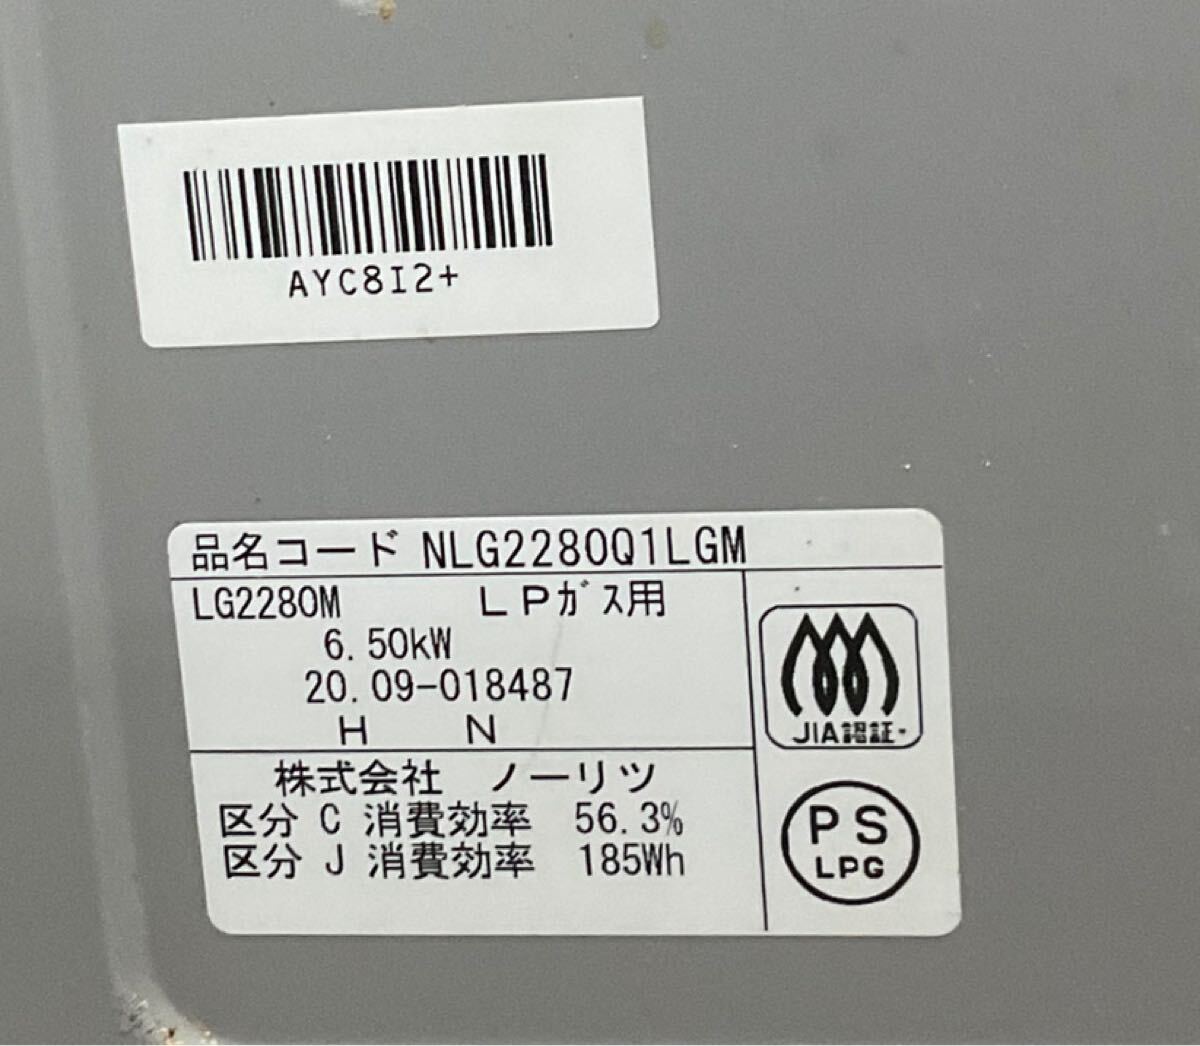 AYC8I2+
品名コード NLG2280Q1LGM
LG2280M LPガス用
6.50kW
20.09-018487
H N
株式会社 ノーリツ
区分 C 消費効率 56.3%
区分 J 消費効率 185Wh
JIA認証
PS
LPG